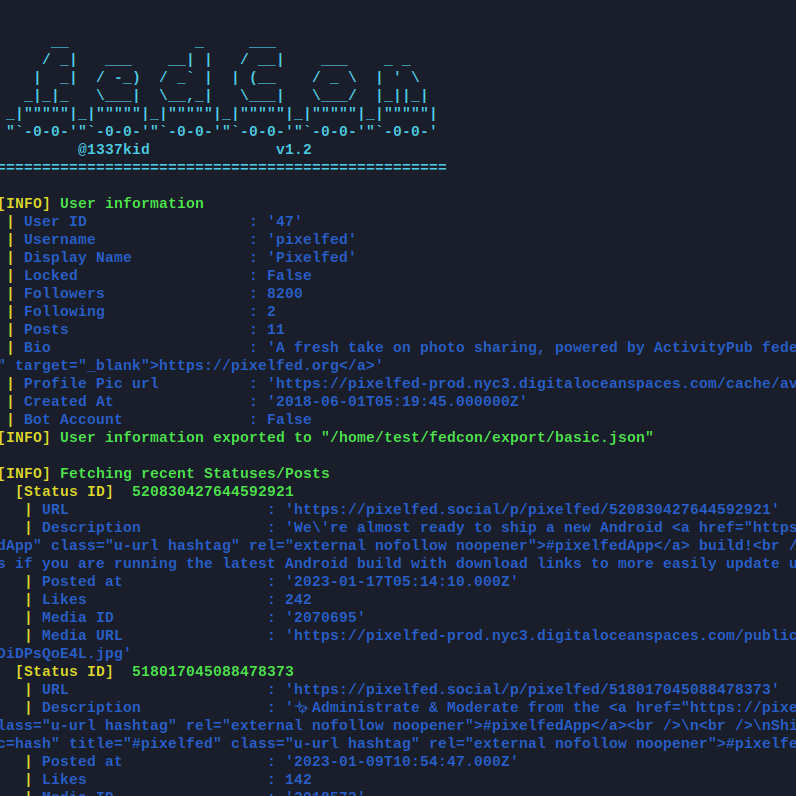 fedCon
@1337kid v1.2
=================================================
[INFO] User information
| User ID : '47'
| Username : 'pixelfed'
| Display Name : 'Pixelfed'
| Locked : False
| Followers : 8200
| Following : 2
| Posts : 11
| Bio : 'A fresh take on photo sharing, powered by ActivityPub fede
" target="_blank">https://pixelfed.org</a>'
| Profile Pic url : 'https://pixelfed-prod.nyc3.digitaloceanspaces.com/cache/av
| Created At : '2018-06-01T05:19:45.000000Z'
| Bot Account : False
[INFO] User information exported to "/home/test/fedcon/export/basic.json"
[INFO] Fetching recent Statuses/Posts
[Status ID] 520830427644592921
| URL : 'https://pixelfed.social/p/pixelfed/520830427644592921'
| Description : 'We\'re almost ready to ship a new Android <a href="https
dApp" class="u-url hashtag" rel="external nofollow noopener">#pixelfedApp</a> build!<br /
s if you are running the latest Android build with download links to more easily update u
| Posted at : '2023-01-17T05:14:10.000Z'
| Likes : 242
| Media ID : '2070695'
| Media URL : 'https://pixelfed-prod.nyc3.digitaloceanspaces.com/public
DiDPsQoE4L.jpg'
[Status ID] 518017045088478373
| URL : 'https://pixelfed.social/p/pixelfed/518017045088478373'
| Description : '✨Administrate & Moderate from the <a href="https://pixe
lass="u-url hashtag" rel="external nofollow noopener">#pixelfedApp</a><br />\n<br />\nShi
c=hash" title="#pixelfed" class="u-url hashtag" rel="external nofollow noopener">#pixelfe
| Posted at : '2023-01-09T10:54:47.000Z'
| Likes : 142